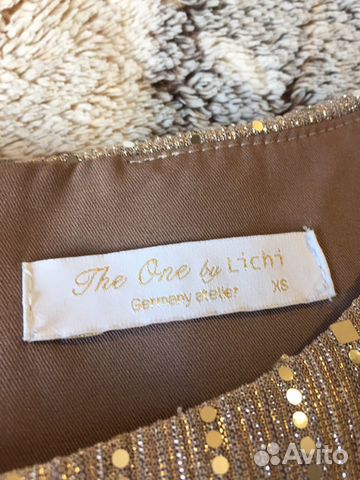 The One by Lichi
Germany atelier XS
Avito